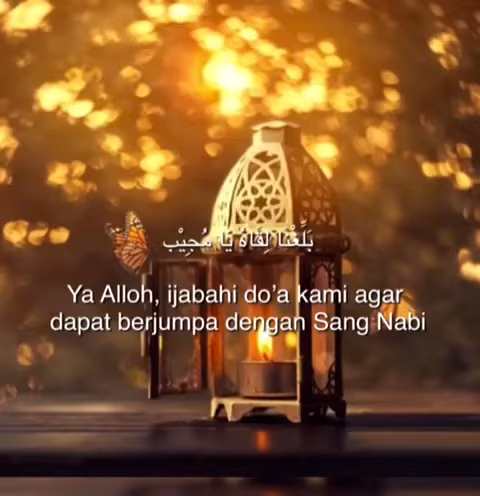 بَلِّغْنَا لِقَاهُ يَا مُجِيْب
Ya Alloh, ijabahi do’a kami agar
dapat berjumpa dengan Sang Nabi